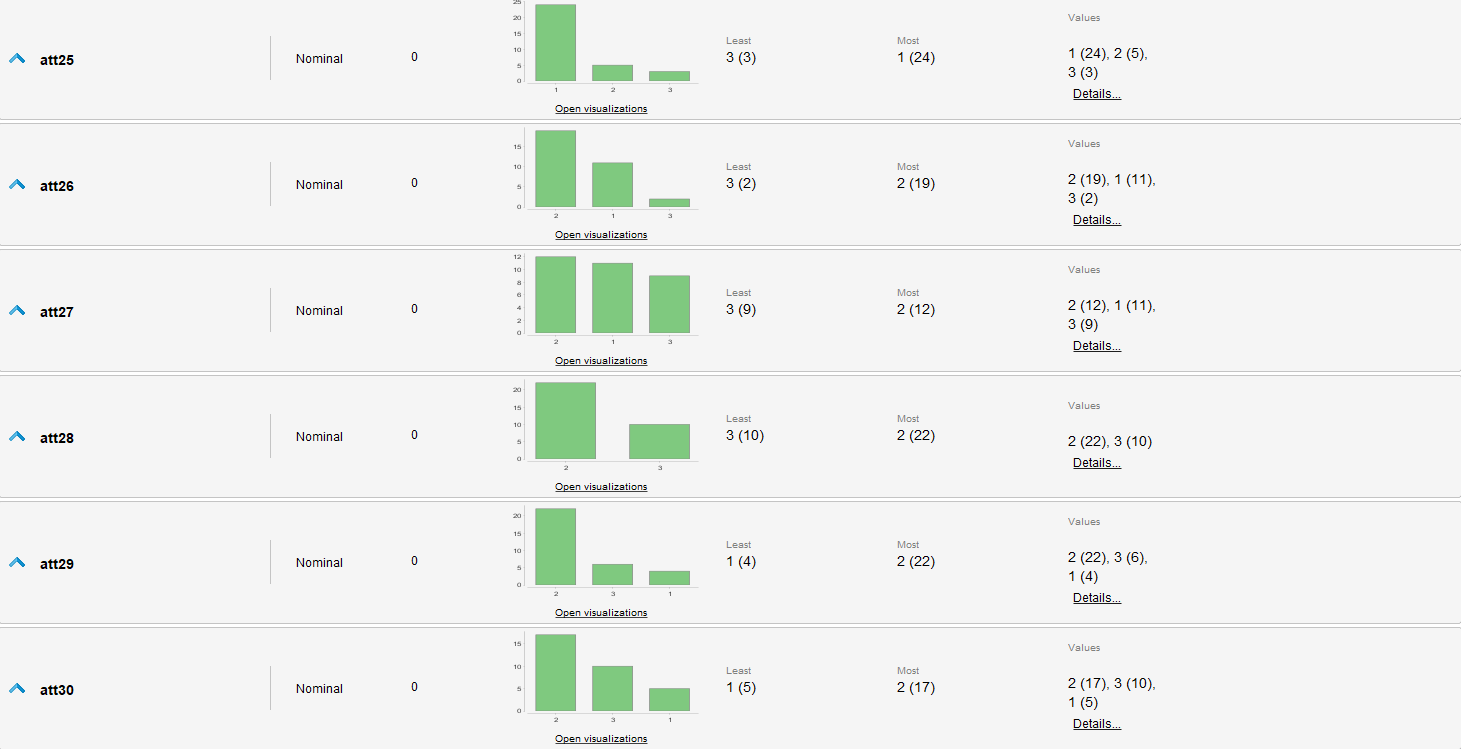 25
20
15
10
5
0
1 2 3
att25
Nominal
0
Open visualizations
Least
3 (3)
Most
1 (24)
Values
1 (24), 2 (5),
3 (3)
Details...
15
10
5
0
2 1 3
att26
Nominal
0
Open visualizations
Least
3 (2)
Most
2 (19)
Values
2 (19), 1 (11),
3 (2)
Details...
12
10
8
6
4
2
0
2 1 3
att27
Nominal
0
Open visualizations
Least
3 (9)
Most
2 (12)
Values
2 (12), 1 (11),
3 (9)
Details...
20
15
10
5
0
2 3
att28
Nominal
0
Open visualizations
Least
3 (10)
Most
2 (22)
Values
2 (22), 3 (10)
Details...
20
15
10
5
0
2 3 1
att29
Nominal
0
Open visualizations
Least
1 (4)
Most
2 (22)
Values
2 (22), 3 (6),
1 (4)
Details...
15
10
5
0
2 3 1
att30
Nominal
0
Open visualizations
Least
1 (5)
Most
2 (17)
Values
2 (17), 3 (10),
1 (5)
Details...